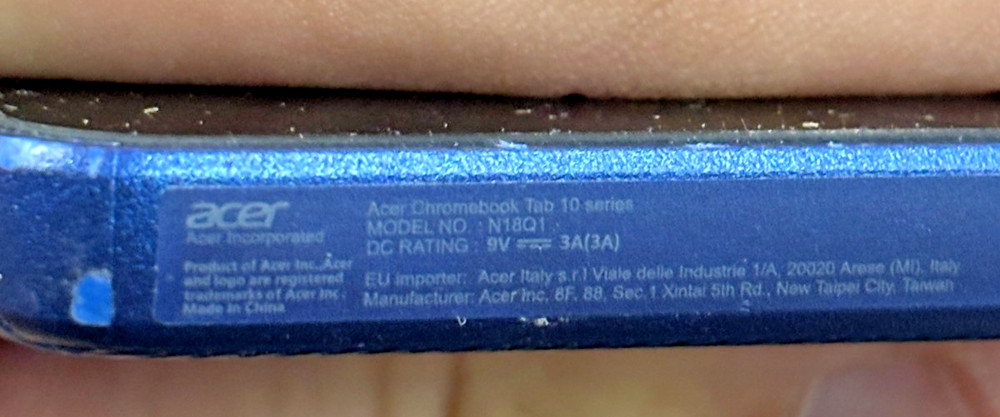 acer
Acer Incorporated
Product of Acer Inc. Acer
and logo are registered
trademarks of Acer Inc.
Made in China
Acer Chromebook Tab 10 series
MODEL NO. : N18Q1
DC RATING : 9V ⎓ 3A(3A)
EU importer: Acer Italy s.r.l Viale delle Industrie 1/A, 20020 Arese (MI), Italy
Manufacturer: Acer Inc, 8F, 88, Sec.1 Xintai 5th Rd., New Taipei City, Taiwan